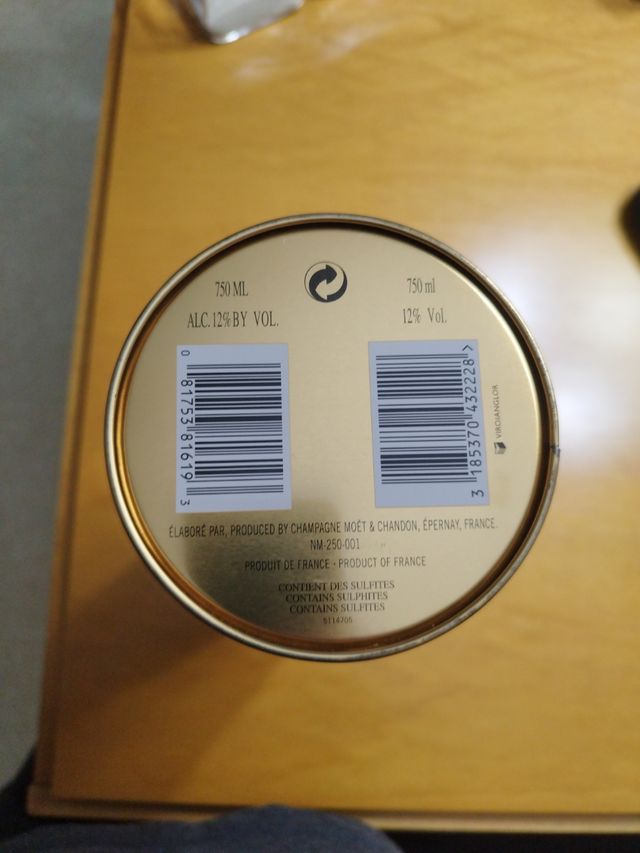 750 ML
ALC. 12% BY VOL.
750 ml
12% Vol.
0 81753 81619 3
3 185370 432228 >
VIROJANGLOR
ÉLABORÉ PAR, PRODUCED BY CHAMPAGNE MOËT & CHANDON, ÉPERNAY, FRANCE.
NM-250-001
PRODUIT DE FRANCE · PRODUCT OF FRANCE
CONTIENT DES SULFITES
CONTAINS SULPHITES
CONTAINS SULFITES
5114706